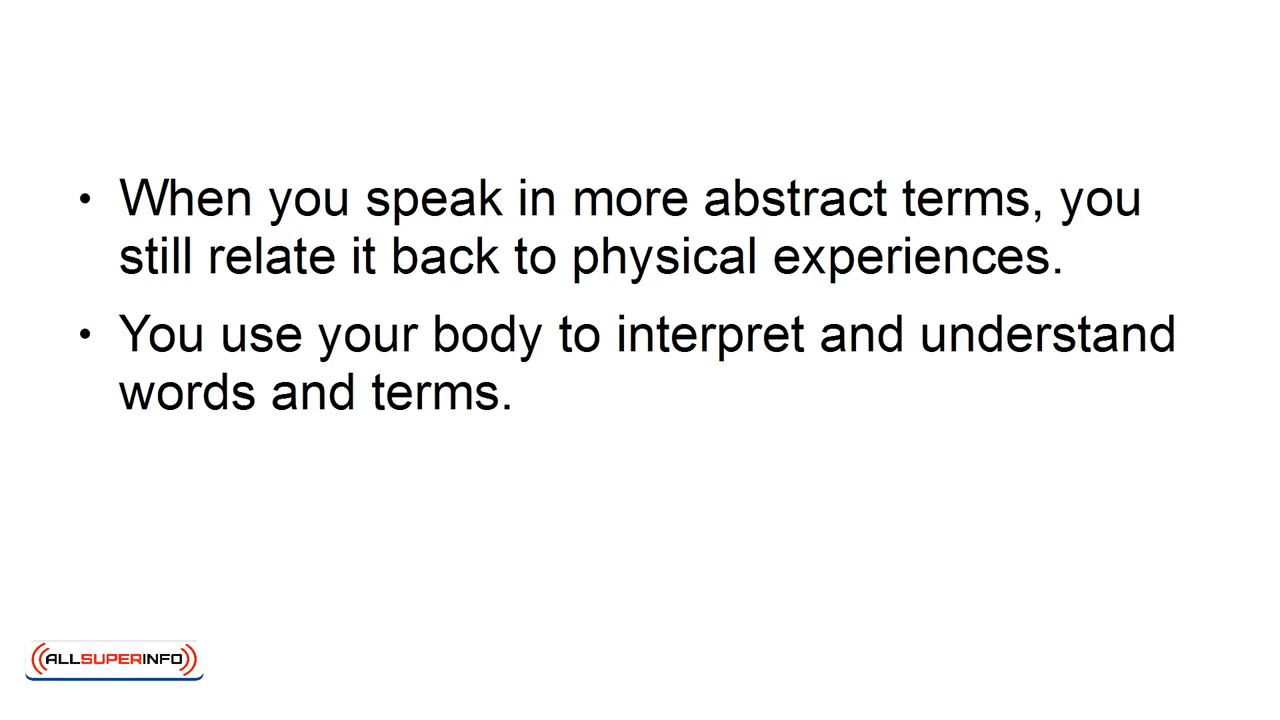 • When you speak in more abstract terms, you
still relate it back to physical experiences.
• You use your body to interpret and understand
words and terms.
ALLSUPERINFO